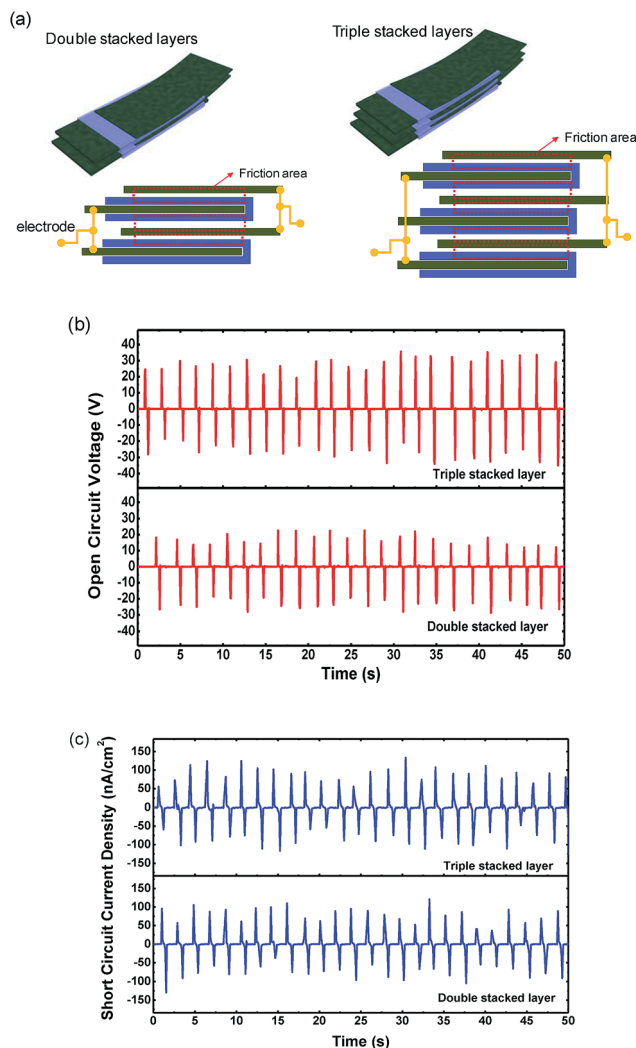 (a)
Double stacked layers
Triple stacked layers
Friction area
Friction area
electrode
(b)
Open Circuit Voltage (V)
40
30
20
10
0
-10
-20
-30
-40
Triple stacked layer
40
30
20
10
0
-10
-20
-30
-40
Double stacked layer
0 5 10 15 20 25 30 35 40 45 50
Time (s)
(c)
Short Circuit Current Density (nA/cm²)
150
100
50
0
-50
-100
-150
Triple stacked layer
150
100
50
0
-50
-100
-150
Double stacked layer
0 5 10 15 20 25 30 35 40 45 50
Time (s)